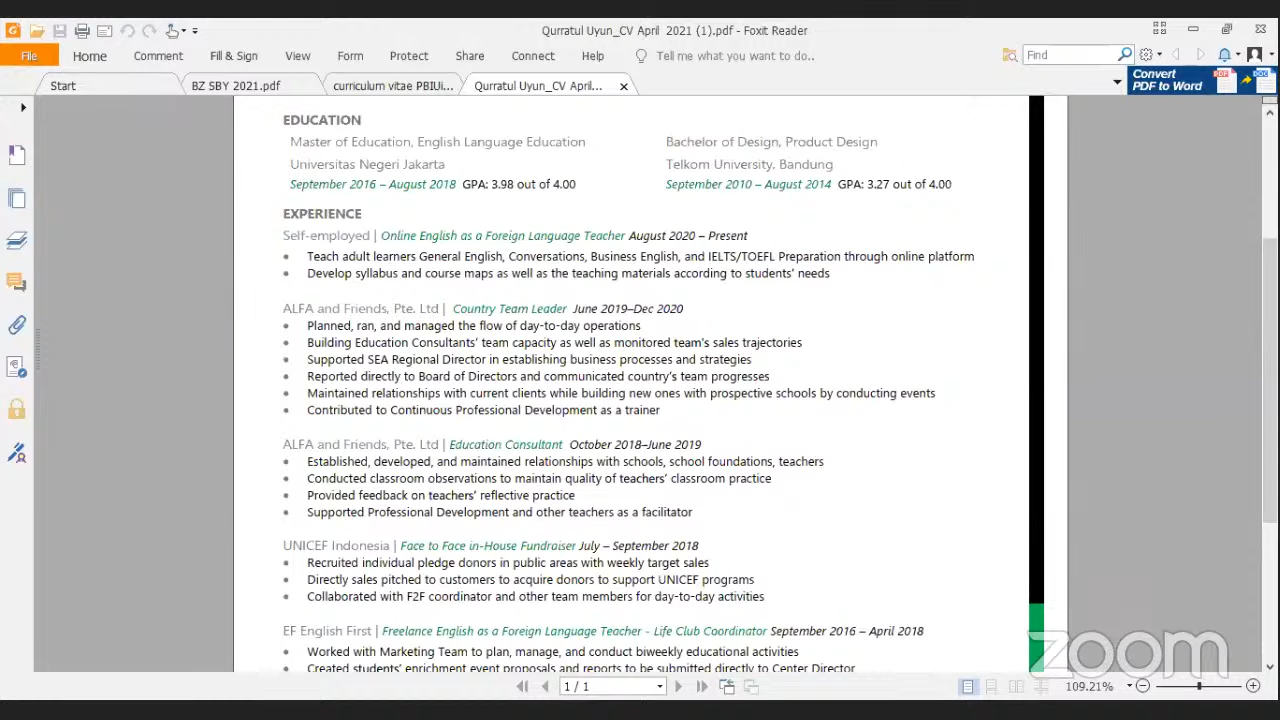 Qurratul Uyun_CV April 2021 (1).pdf - Foxit Reader
File Home Comment Fill & Sign View Form Protect Share Connect Help Tell me what you want to do.. Find
Start BZ SBY 2021.pdf curriculum vitae PBIUi... Qurratul Uyun_CV April...
Convert
PDF to Word
EDUCATION
Master of Education, English Language Education Bachelor of Design, Product Design
Universitas Negeri Jakarta Telkom University, Bandung
September 2016 – August 2018 GPA: 3.98 out of 4.00 September 2010 – August 2014 GPA: 3.27 out of 4.00
EXPERIENCE
Self-employed | Online English as a Foreign Language Teacher August 2020 – Present
• Teach adult learners General English, Conversations, Business English, and IELTS/TOEFL Preparation through online platform
• Develop syllabus and course maps as well as the teaching materials according to students' needs
ALFA and Friends, Pte. Ltd | Country Team Leader June 2019–Dec 2020
• Planned, ran, and managed the flow of day-to-day operations
• Building Education Consultants' team capacity as well as monitored team's sales trajectories
• Supported SEA Regional Director in establishing business processes and strategies
• Reported directly to Board of Directors and communicated country's team progresses
• Maintained relationships with current clients while building new ones with prospective schools by conducting events
• Contributed to Continuous Professional Development as a trainer
ALFA and Friends, Pte. Ltd | Education Consultant October 2018–June 2019
• Established, developed, and maintained relationships with schools, school foundations, teachers
• Conducted classroom observations to maintain quality of teachers' classroom practice
• Provided feedback on teachers' reflective practice
• Supported Professional Development and other teachers as a facilitator
UNICEF Indonesia | Face to Face in-House Fundraiser July – September 2018
• Recruited individual pledge donors in public areas with weekly target sales
• Directly sales pitched to customers to acquire donors to support UNICEF programs
• Collaborated with F2F coordinator and other team members for day-to-day activities
EF English First | Freelance English as a Foreign Language Teacher - Life Club Coordinator September 2016 – April 2018
• Worked with Marketing Team to plan, manage, and conduct biweekly educational activities
• Created students' enrichment event proposals and reports to be submitted directly to Center Director
zoom
1 / 1 109.21%